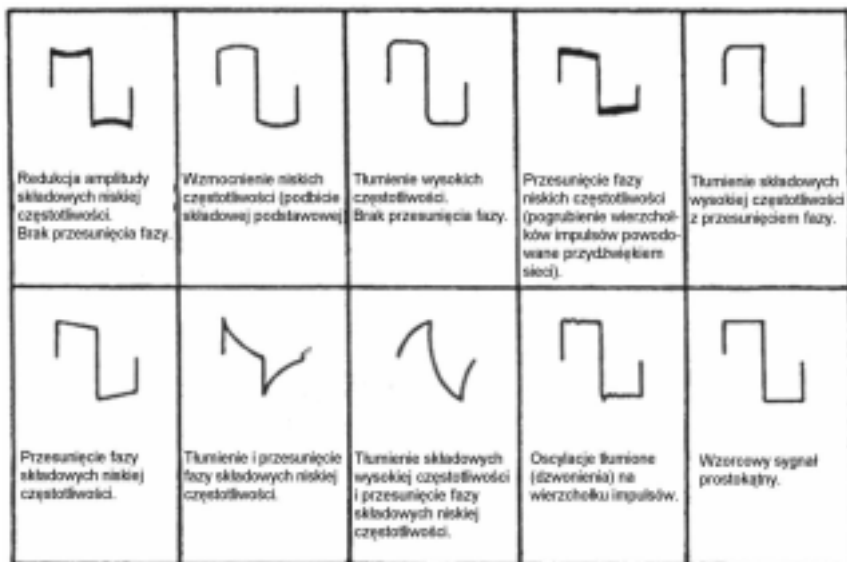 Redukcja amplitudy
składowych niskiej
częstotliwości.
Brak przesunięcia fazy.
Wzmocnienie niskich
częstotliwości (podbicie
składowej podstawowej)
Tłumienie wysokich
częstotliwości.
Brak przesunięcia fazy.
Przesunięcie fazy
niskich częstotliwości
(pogrubienie wierzchoł-
ków impulsów powodo-
wane przydźwiękiem
sieci).
Tłumienie składowych
wysokiej częstotliwości
z przesunięciem fazy.
Przesunięcie fazy
składowych niskiej
częstotliwości.
Tłumienie i przesunięcie
fazy składowych niskiej
częstotliwości.
Tłumienie składowych
wysokiej częstotliwości
i przesunięcie fazy
składowych niskiej
częstotliwości.
Oscylacje tłumione
(dzwonienia) na
wierzchołku impulsów.
Wzorcowy sygnał
prostokątny.